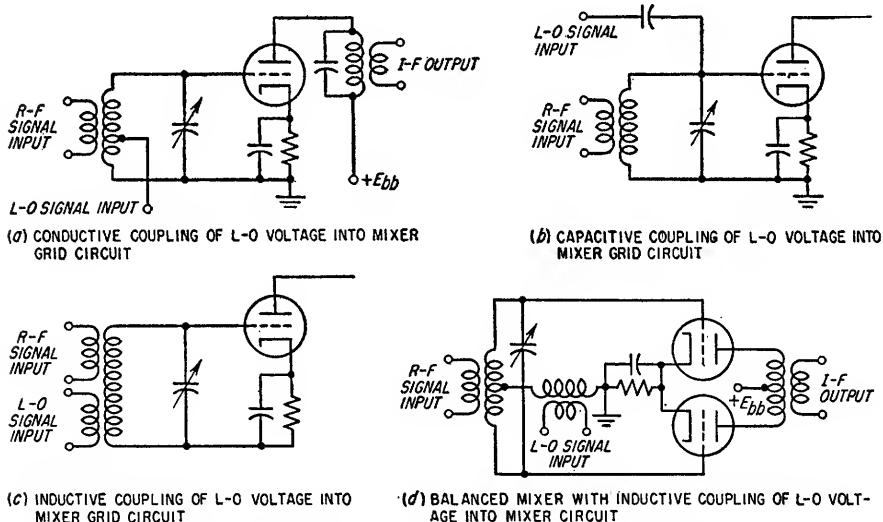 L-O SIGNAL
INPUT
I-F OUTPUT
R-F
SIGNAL
INPUT
R-F
SIGNAL
INPUT
+Ebb
L-O SIGNAL INPUT
(a) CONDUCTIVE COUPLING OF L-O VOLTAGE INTO MIXER
GRID CIRCUIT
(b) CAPACITIVE COUPLING OF L-O VOLTAGE INTO
MIXER GRID CIRCUIT
R-F
SIGNAL
INPUT
L-O
SIGNAL
INPUT
R-F
SIGNAL
INPUT
+Ebb
I-F
OUTPUT
L-O SIGNAL
INPUT
(c) INDUCTIVE COUPLING OF L-O VOLTAGE INTO
MIXER GRID CIRCUIT
(d) BALANCED MIXER WITH INDUCTIVE COUPLING OF L-O VOLT-
AGE INTO MIXER CIRCUIT